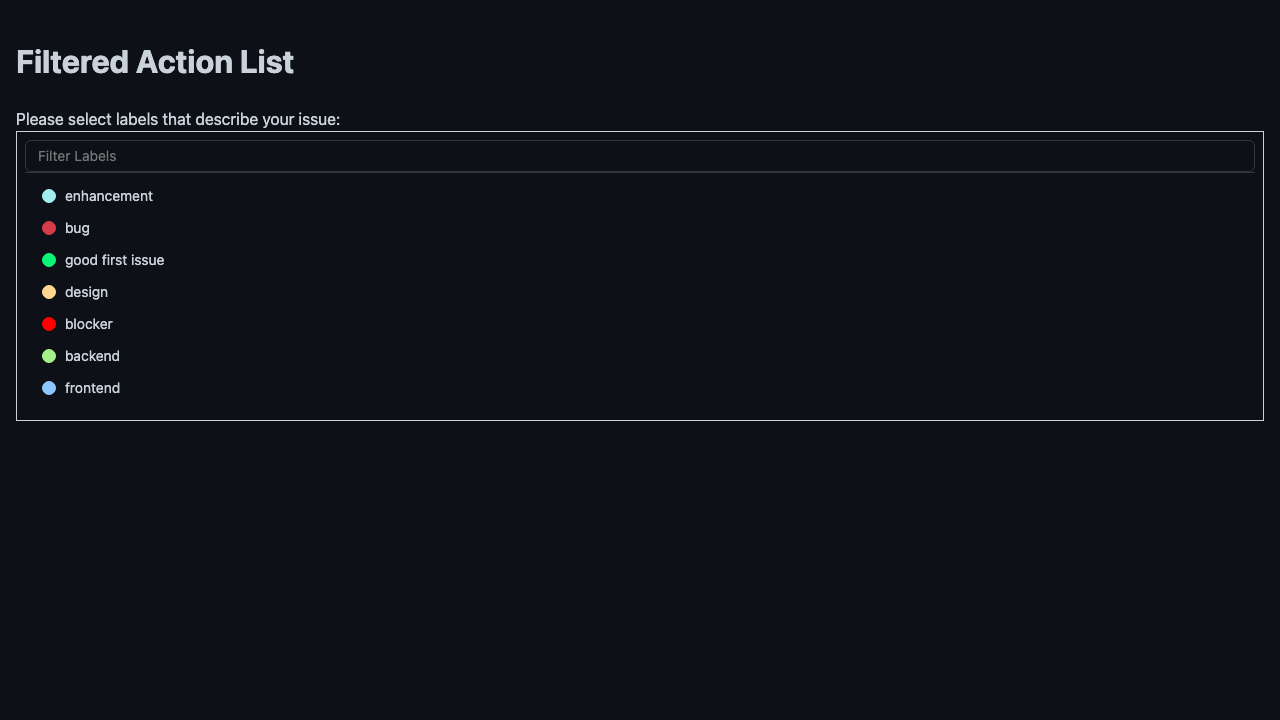 Filtered Action List
Please select labels that describe your issue:
Filter Labels
enhancement
bug
good first issue
design
blocker
backend
frontend